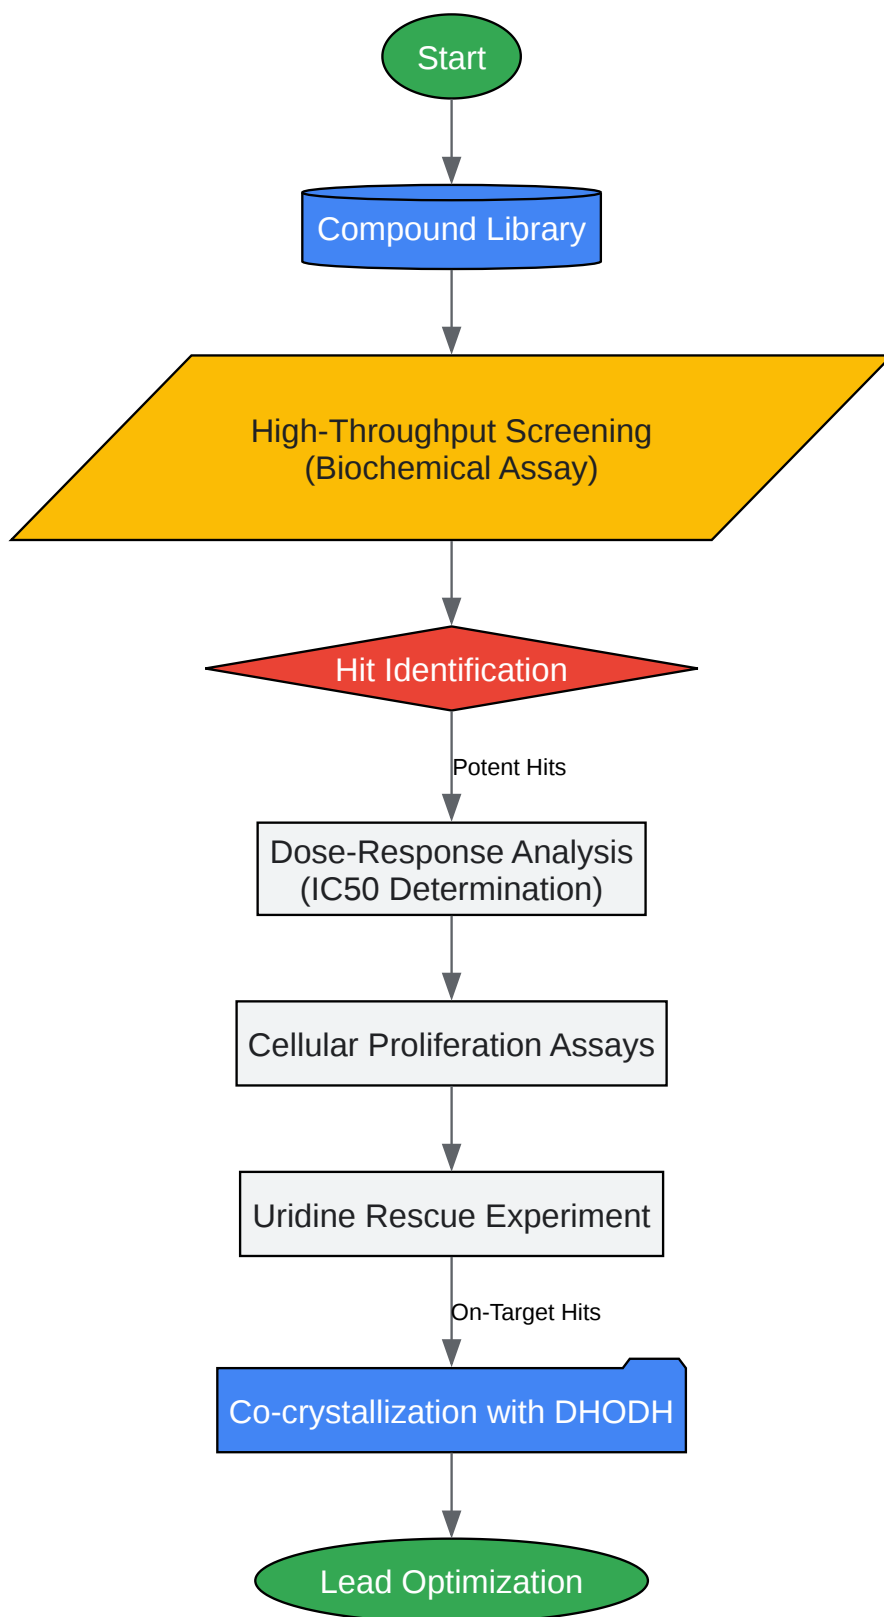 Start
Compound Library
High-Throughput Screening
(Biochemical Assay)
Hit Identification
Potent Hits
Dose-Response Analysis
(IC50 Determination)
Cellular Proliferation Assays
Uridine Rescue Experiment
On-Target Hits
Co-crystallization with DHODH
Lead Optimization